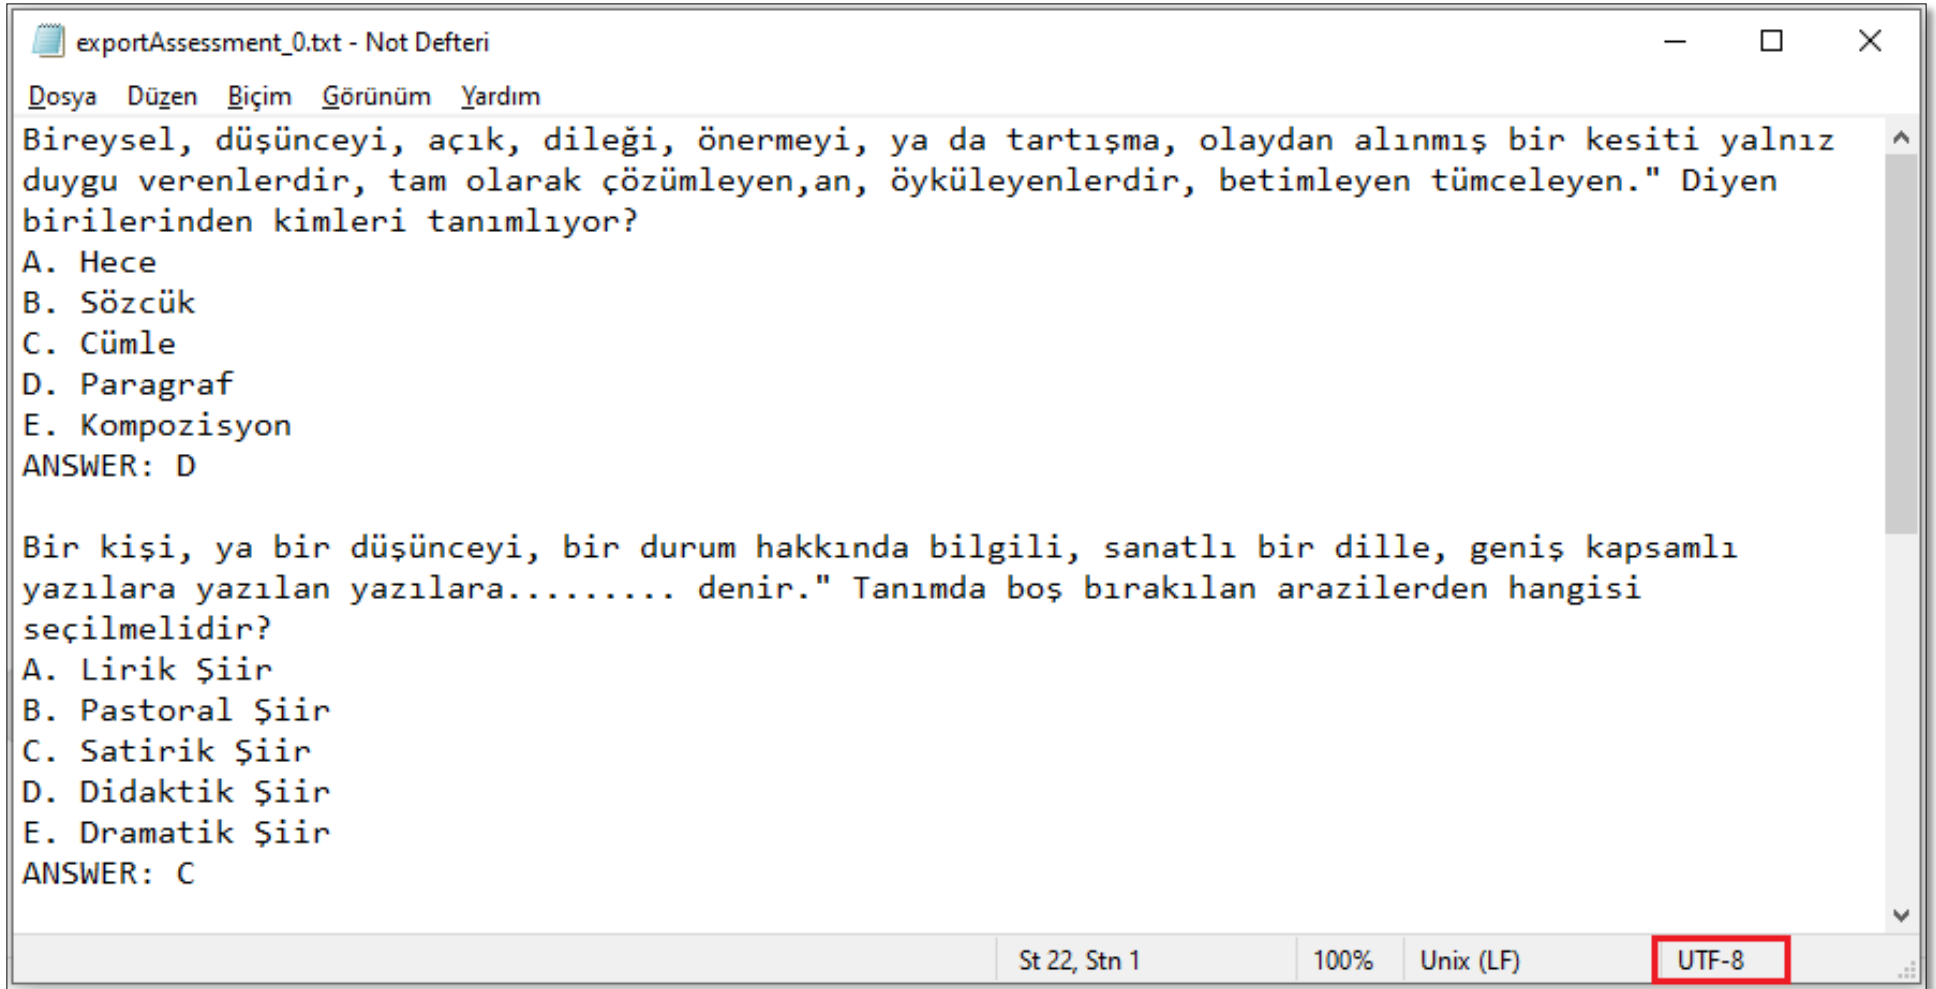 exportAssessment_0.txt - Not Defteri
Dosya Düzen Biçim Görünüm Yardım
Bireysel, düşünceyi, açık, dileği, önermeyi, ya da tartışma, olaydan alınmış bir kesiti yalnız
duygu verenlerdir, tam olarak çözümleyen,an, öyküleyenlerdir, betimleyen tümceleyen." Diyen
birilerinden kimleri tanımlıyor?
A. Hece
B. Sözcük
C. Cümle
D. Paragraf
E. Kompozisyon
ANSWER: D
Bir kişi, ya bir düşünceyi, bir durum hakkında bilgili, sanatlı bir dille, geniş kapsamlı
yazılara yazılan yazılara......... denir." Tanımda boş bırakılan arazilerden hangisi
seçilmelidir?
A. Lirik Şiir
B. Pastoral Şiir
C. Satirik Şiir
D. Didaktik Şiir
E. Dramatik Şiir
ANSWER: C
St 22, Stn 1 100% Unix (LF) UTF-8